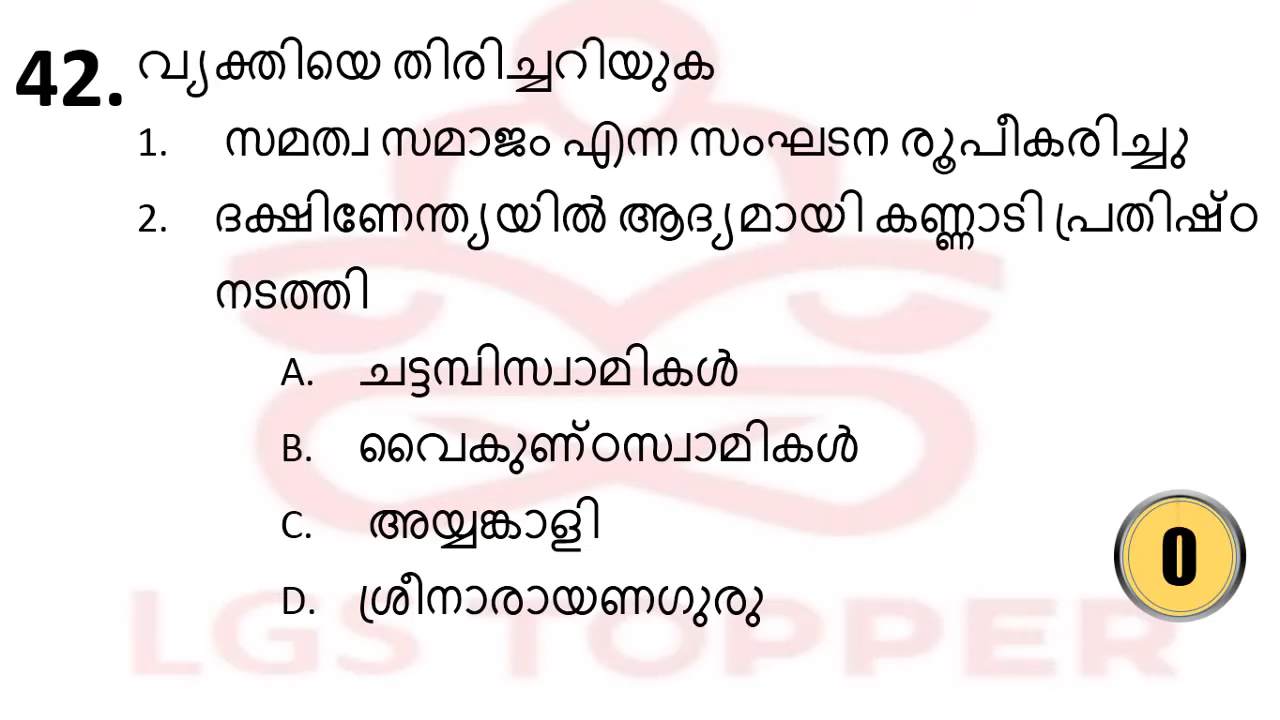 42. വ്യക്തിയെ തിരിച്ചറിയുക
1. സമത്വ സമാജം എന്ന സംഘടന രൂപീകരിച്ചു
2. ദക്ഷിണേന്ത്യയിൽ ആദ്യമായി കണ്ണാടി പ്രതിഷ്ഠ
നടത്തി
A. ചട്ടമ്പിസ്വാമികൾ
B. വൈകുണ്ഠസ്വാമികൾ
C. അയ്യങ്കാളി
0
D. ശ്രീനാരായണഗുരു
LGS TOPPER